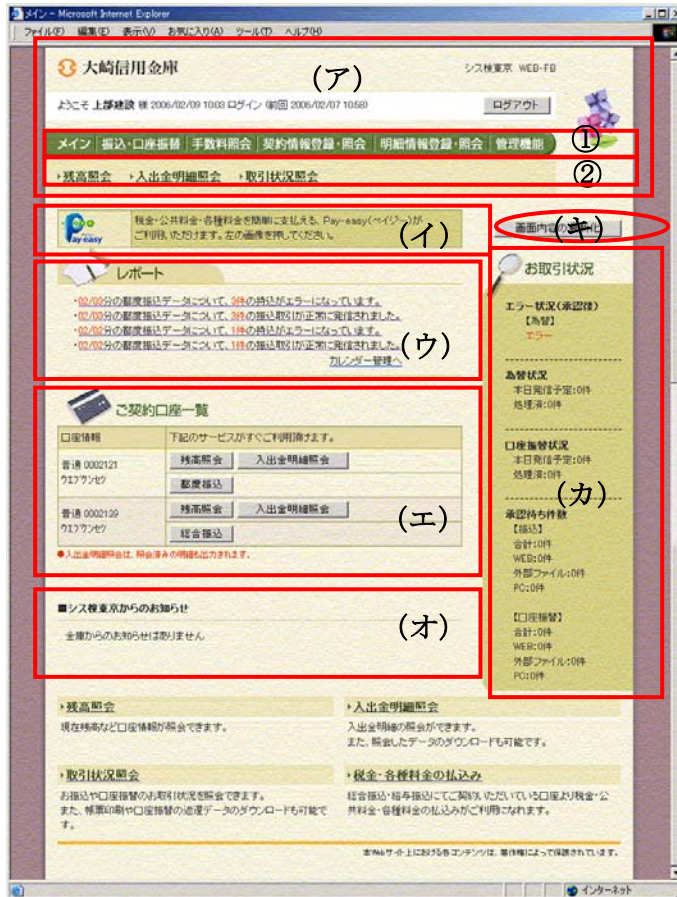 メイン - Microsoft Internet Explorer
ファイル(F) 編集(E) 表示(V) お気に入り(A) ツール(T) ヘルプ(H)
大崎信用金庫
(ア)
シス検東京 WEB-FB
ようこそ 上部建設 様 2006/02/09 10:03 ログイン (前回 2006/02/07 10:58)
ログアウト
メイン 振込・口座振替 手数料照会 契約情報登録・照会 明細情報登録・照会 管理機能
①
残高照会 入出金明細照会 取引状況照会
②
Pay-easy
税金・公共料金・各種料金を簡単に支払える、Pay-easy(ペイジー)が
ご利用いただけます。左の画像を押してください。
(イ)
画面内容の
(キ)
レポート
・02/03分の都度振込データについて、3件の持込がエラーになっています。
・02/03分の都度振込データについて、3件の振込取引が正常に発信されました。
・02/02分の都度振込データについて、1件の持込がエラーになっています。
・02/02分の都度振込データについて、1件の振込取引が正常に発信されました。
カレンダー管理へ
(ウ)
ご契約口座一覧
口座情報 下記のサービスがすぐご利用頂けます。
普通 0002121
ウエブケンセツ
残高照会 入出金明細照会
都度振込
普通 0002139
ウエブケンセツ
残高照会 入出金明細照会
総合振込
●入出金明細照会は、照会済みの明細も出力されます。
(エ)
■シス検東京からのお知らせ
金庫からのお知らせはありません
(オ)
お取引状況
エラー状況(承認後)
【為替】
エラー
為替状況
本日発信予定:0件
処理済:0件
口座振替状況
本日発信予定:0件
処理済:0件
(カ)
承認待ち件数
【振込】
合計:0件
WEB:0件
外部ファイル:0件
PC:0件
【口座振替】
合計:0件
WEB:0件
外部ファイル:0件
PC:0件
残高照会
現在残高など口座情報が照会できます。
入出金明細照会
入出金明細の照会ができます。
また、照会したデータのダウンロードも可能です。
取引状況照会
お振込や口座振替のお取引状況を照会できます。
また、帳票印刷や口座振替の返還データのダウンロードも可能で
す。
税金・各種料金の払込み
総合振込・給与振込にてご契約いただいている口座より税金・公
共料金・各種料金の払込みがご利用になれます。
本Webサイト上における各コンテンツは、著作権によって保護されています。
インターネット